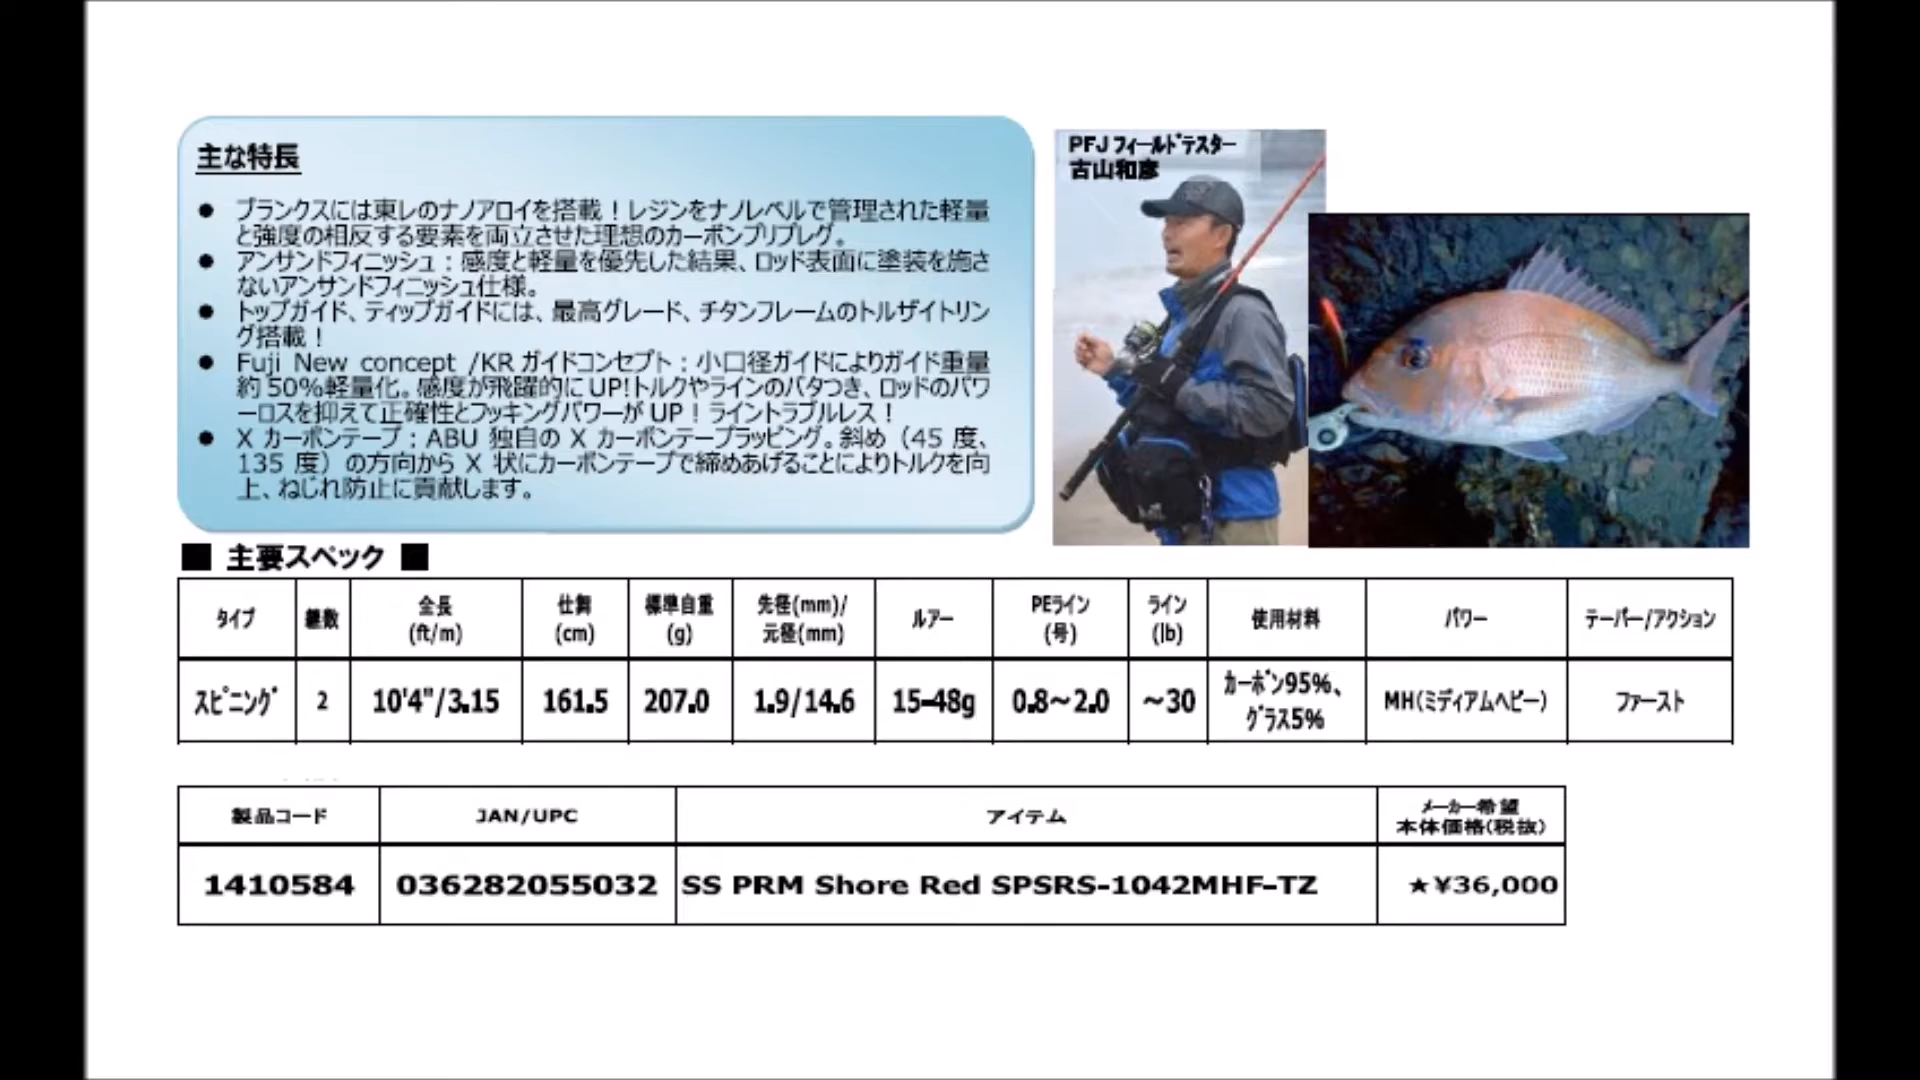 主な特長
● ブランクスには東レのナノアロイを搭載！レジンをナノレベルで管理された軽量
と強度の相反する要素を両立させた理想のカーボンプリプレグ。
● アンサンドフィニッシュ：感度と軽量を優先した結果、ロッド表面に塗装を施さ
ないアンサンドフィニッシュ仕様。
● トップガイド、ティップガイドには、最高グレード、チタンフレームのトルザイトリン
グ搭載！
● Fuji New concept /KR ガイドコンセプト：小口径ガイドによりガイド重量
約 50%軽量化。感度が飛躍的に UP!トルクやラインのバタつき、ロッドのパワ
ーロスを抑えて正確性とフッキングパワーが UP！ライントラブルレス！
● X カーボンテープ：ABU 独自の X カーボンテープラッピング。斜め（45 度、
135 度）の方向から X 状にカーボンテープで締めあげることによりトルクを向
上、ねじれ防止に貢献します。
PFJ フィールドテスター
古山和彦
■ 主要スペック ■
タイプ 継数 全長 (ft/m) 仕舞 (cm) 標準自重 (g) 先径(mm)/ 元径(mm) ルアー PEライン (号) ライン (lb) 使用材料 パワー テーパー/アクション
スピニング 2 10'4"/3.15 161.5 207.0 1.9/14.6 15-48g 0.8～2.0 ～30 カーボン95%、 グラス5% MH(ミディアムヘビー) ファースト
製品コード JAN/UPC アイテム メーカー希望 本体価格(税抜)
1410584 036282055032 SS PRM Shore Red SPSRS-1042MHF-TZ ★¥36,000